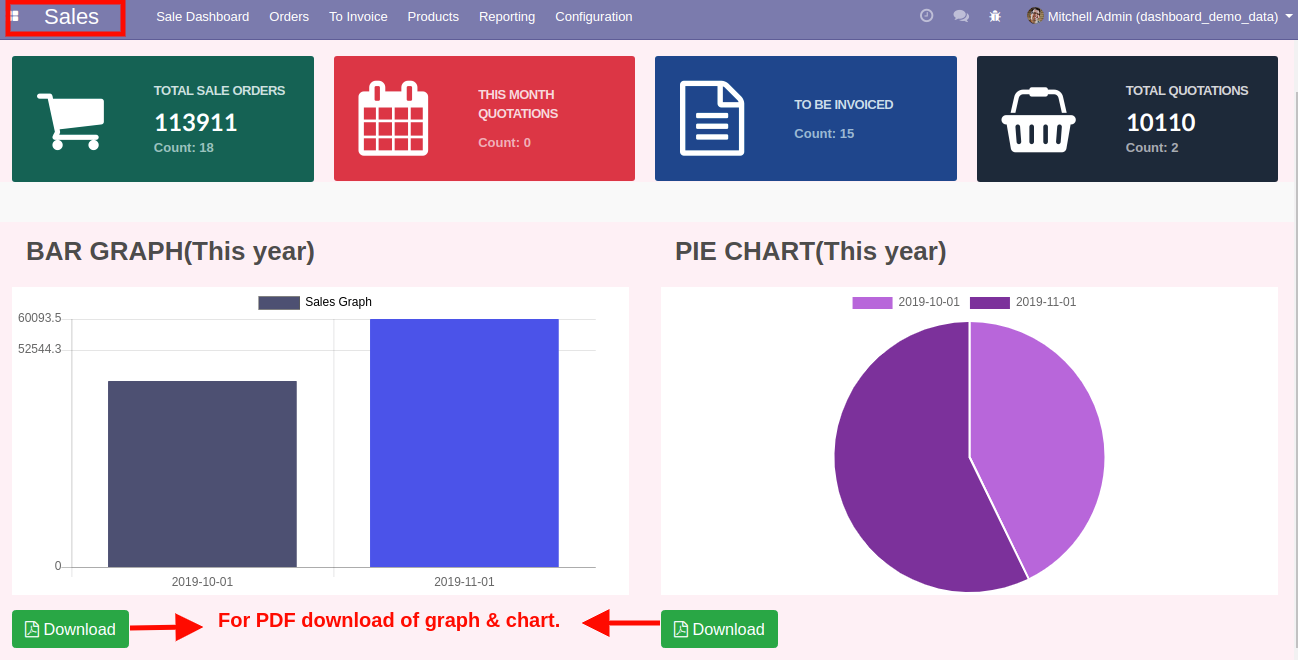 Sales Sale Dashboard Orders To Invoice Products Reporting Configuration Mitchell Admin (dashboard_demo_data)
TOTAL SALE ORDERS
113911
Count: 18
THIS MONTH
QUOTATIONS
Count: 0
TO BE INVOICED
Count: 15
TOTAL QUOTATIONS
10110
Count: 2
BAR GRAPH(This year)
Sales Graph
60093.5
52544.3
0
2019-10-01 2019-11-01
Download
PIE CHART(This year)
2019-10-01 2019-11-01
For PDF download of graph & chart.
Download